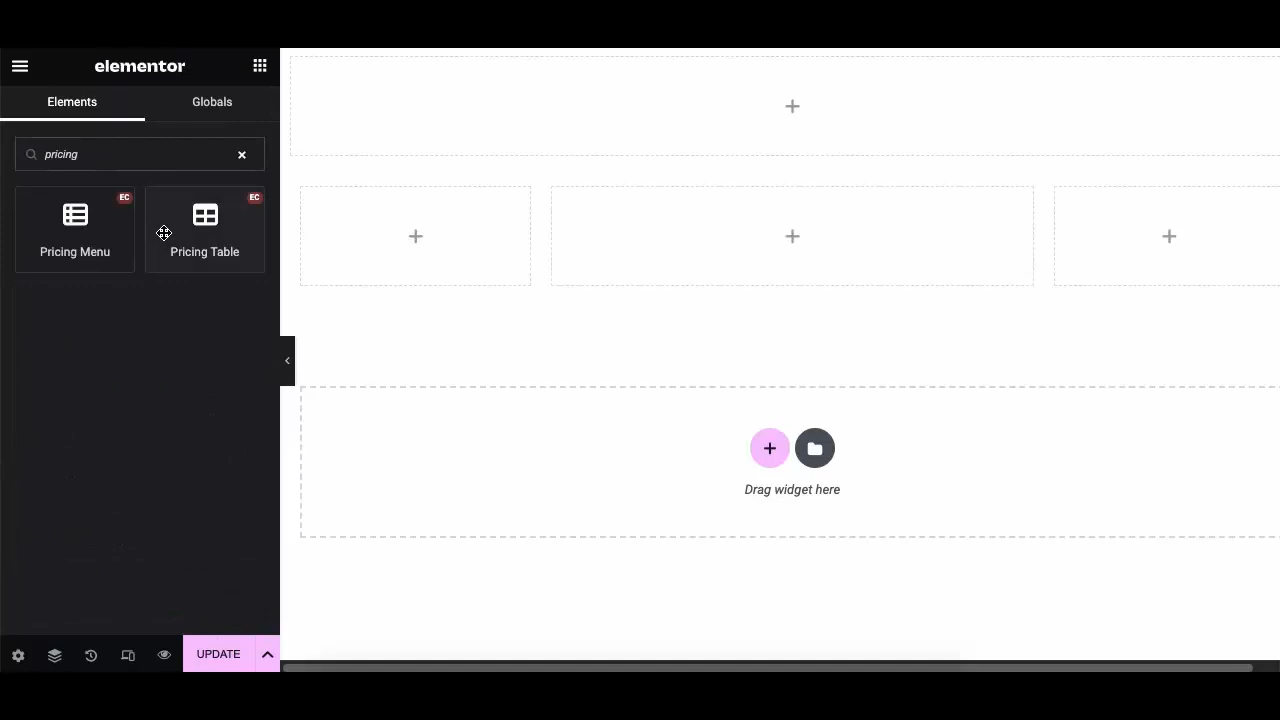 elementor
Elements Globals
pricing
EC EC
Pricing Menu Pricing Table
Drag widget here
UPDATE